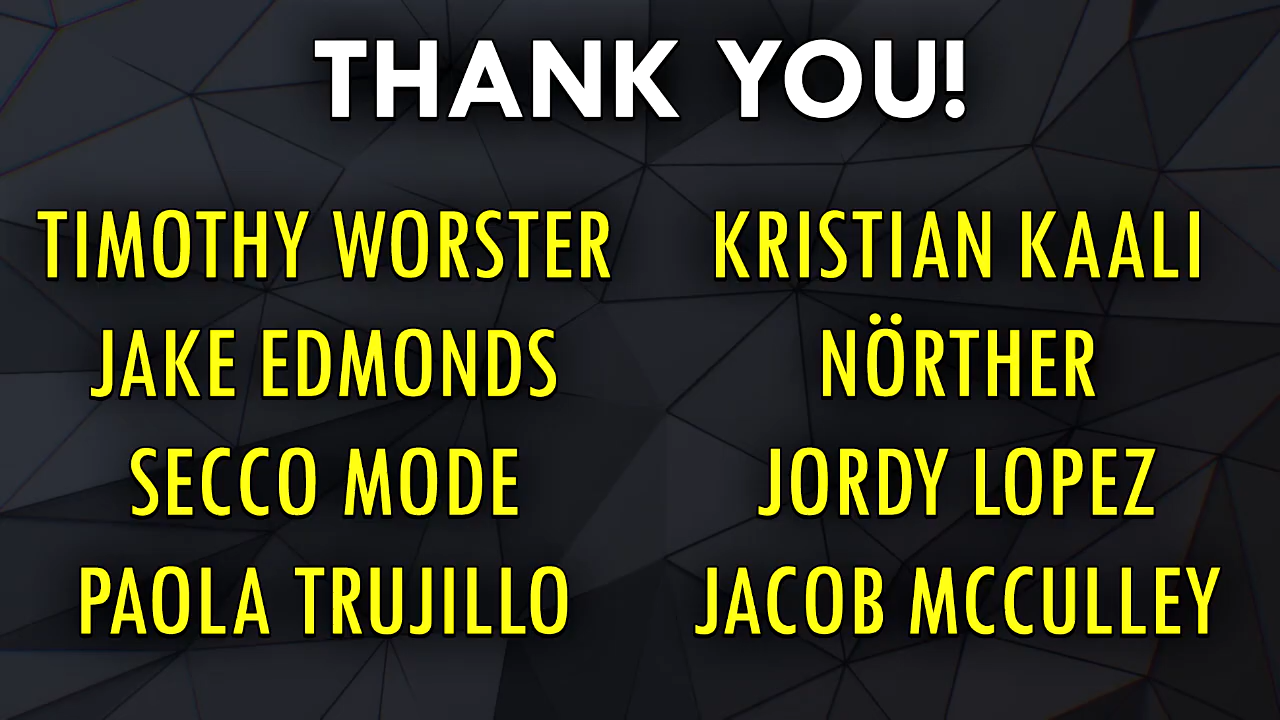 THANK YOU!
TIMOTHY WORSTER
JAKE EDMONDS
SECCO MODE
PAOLA TRUJILLO
KRISTIAN KAALI
NÖRTHER
JORDY LOPEZ
JACOB MCCULLEY